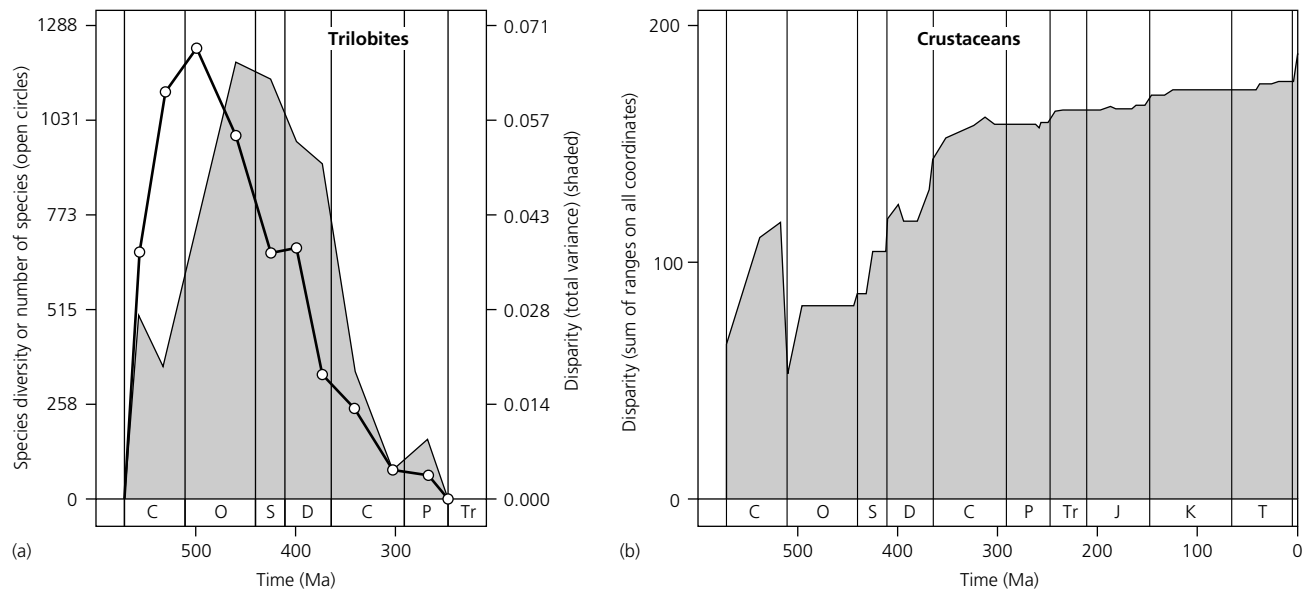 Trilobites
Species diversity or number of species (open circles)
1288
1031
773
515
258
0
0.071
0.057
0.043
0.028
0.014
0.000
Disparity (total variance) (shaded)
C O S D C P Tr
500 400 300
(a)
Time (Ma)
Crustaceans
Disparity (sum of ranges on all coordinates)
200
100
0
C O S D C P Tr J K T
500 400 300 200 100 0
(b)
Time (Ma)